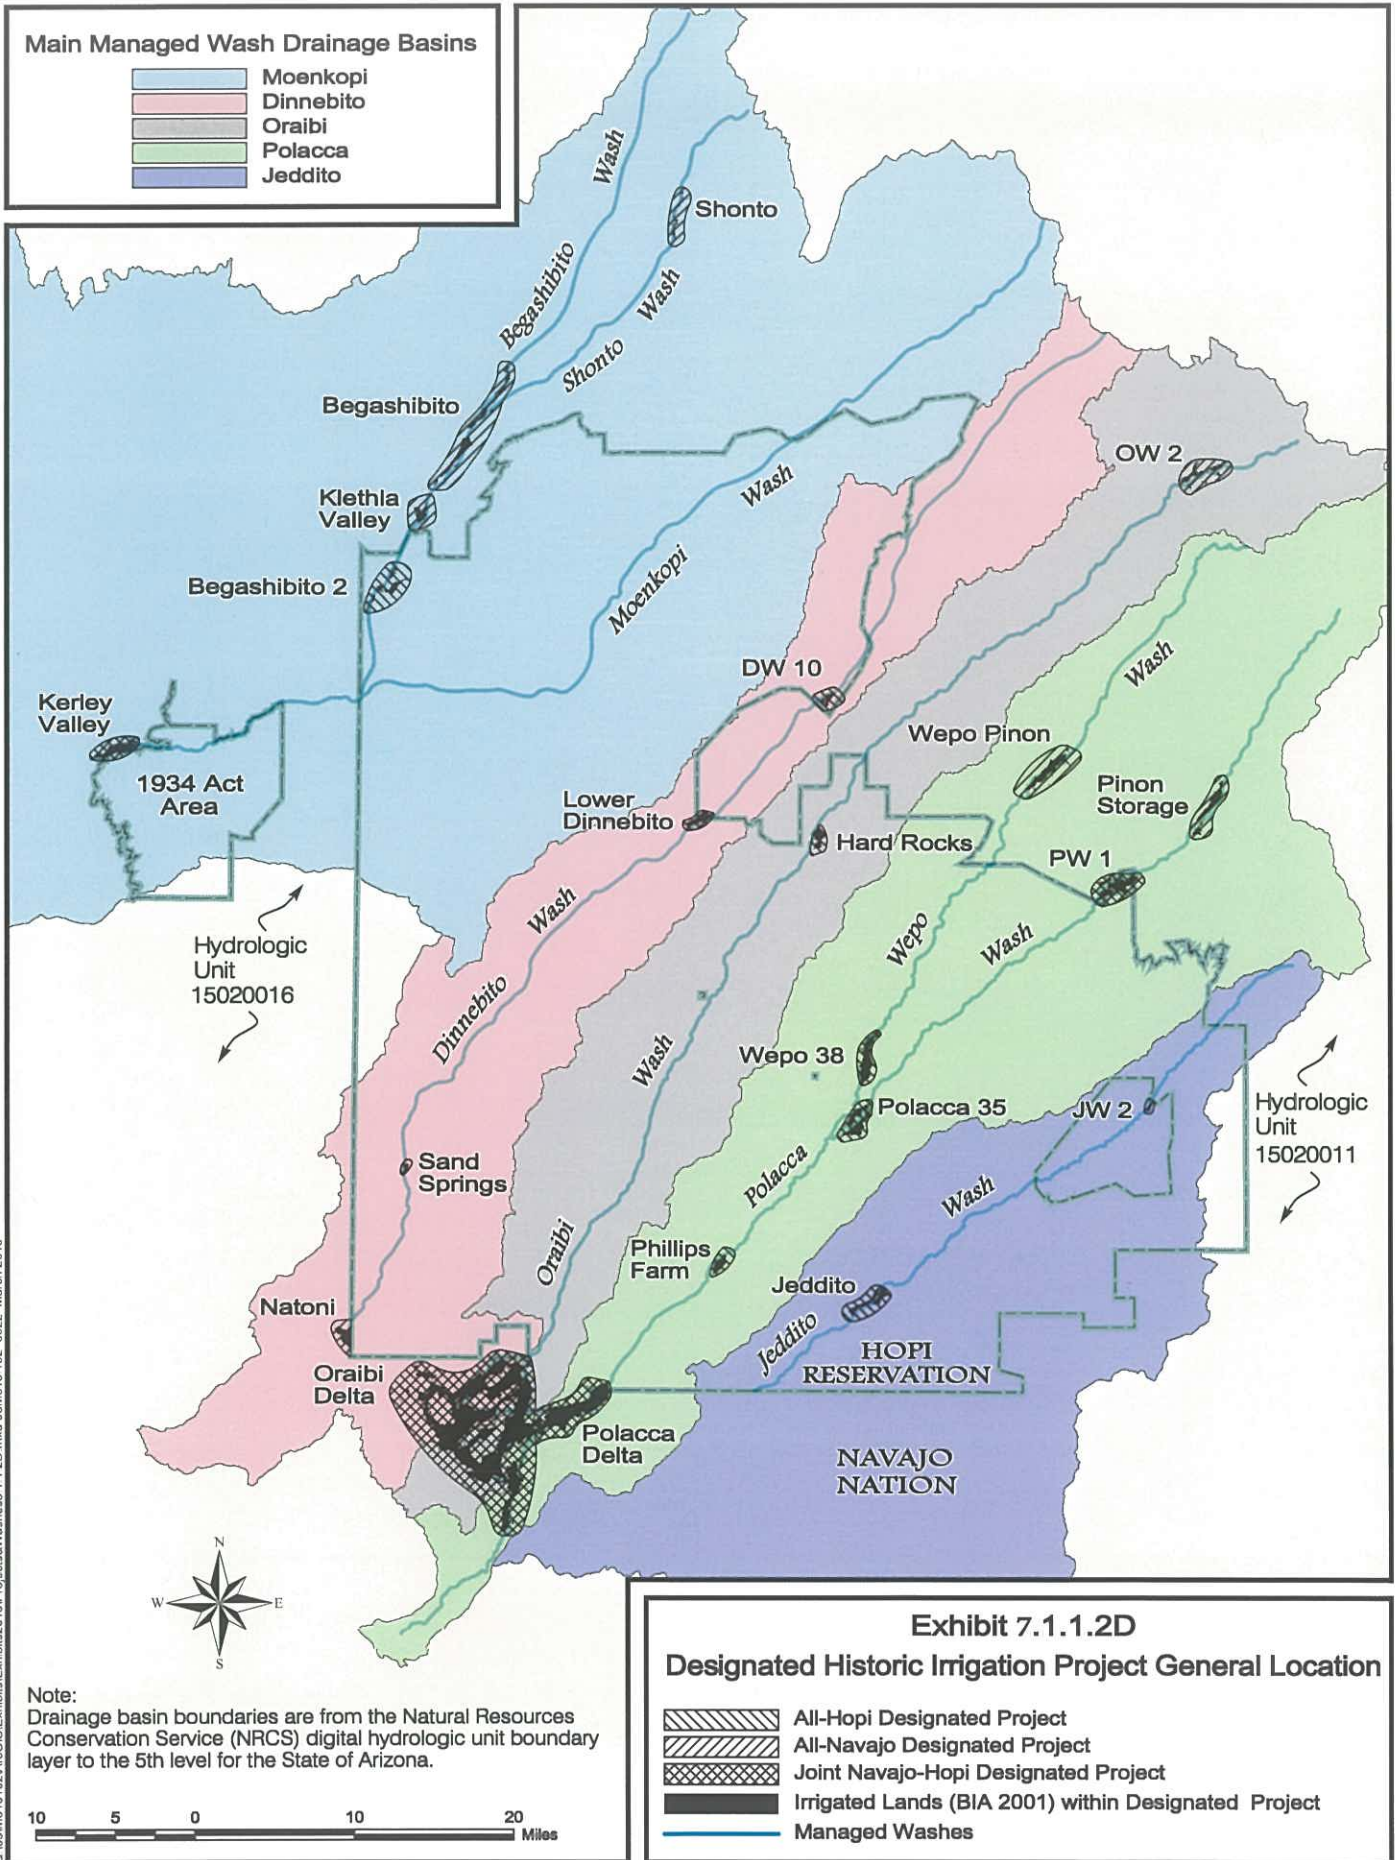 Main Managed Wash Drainage Basins
Moenkopi
Dinnebito
Oraibi
Polacca
Jeddito
Wash
Shonto
Begashibito
Wash
Shonto
Begashibito
OW 2
Klethla
Valley
Wash
Begashibito 2
Moenkopi
DW 10
Wash
Kerley
Valley
Wepo Pinon
1934 Act
Area
Pinon
Storage
Lower
Dinnebito
Hard Rocks
PW 1
Wash
Wepo
Wash
Hydrologic
Unit
15020016
Dinnebito
Wash
Wepo 38
Polacca 35
JW 2
Hydrologic
Unit
15020011
Sand
Springs
Polacca
Wash
Oraibi
Phillips
Farm
Jeddito
Natoni
Jeddito
HOPI
RESERVATION
Oraibi
Delta
Polacca
Delta
NAVAJO
NATION
N
W
E
S
Exhibit 7.1.1.2D
Designated Historic Irrigation Project General Location
All-Hopi Designated Project
All-Navajo Designated Project
Joint Navajo-Hopi Designated Project
Irrigated Lands (BIA 2001) within Designated Project
Managed Washes
Note:
Drainage basin boundaries are from the Natural Resources
Conservation Service (NRCS) digital hydrologic unit boundary
layer to the 5th level for the State of Arizona.
10 5 0 10 20
Miles